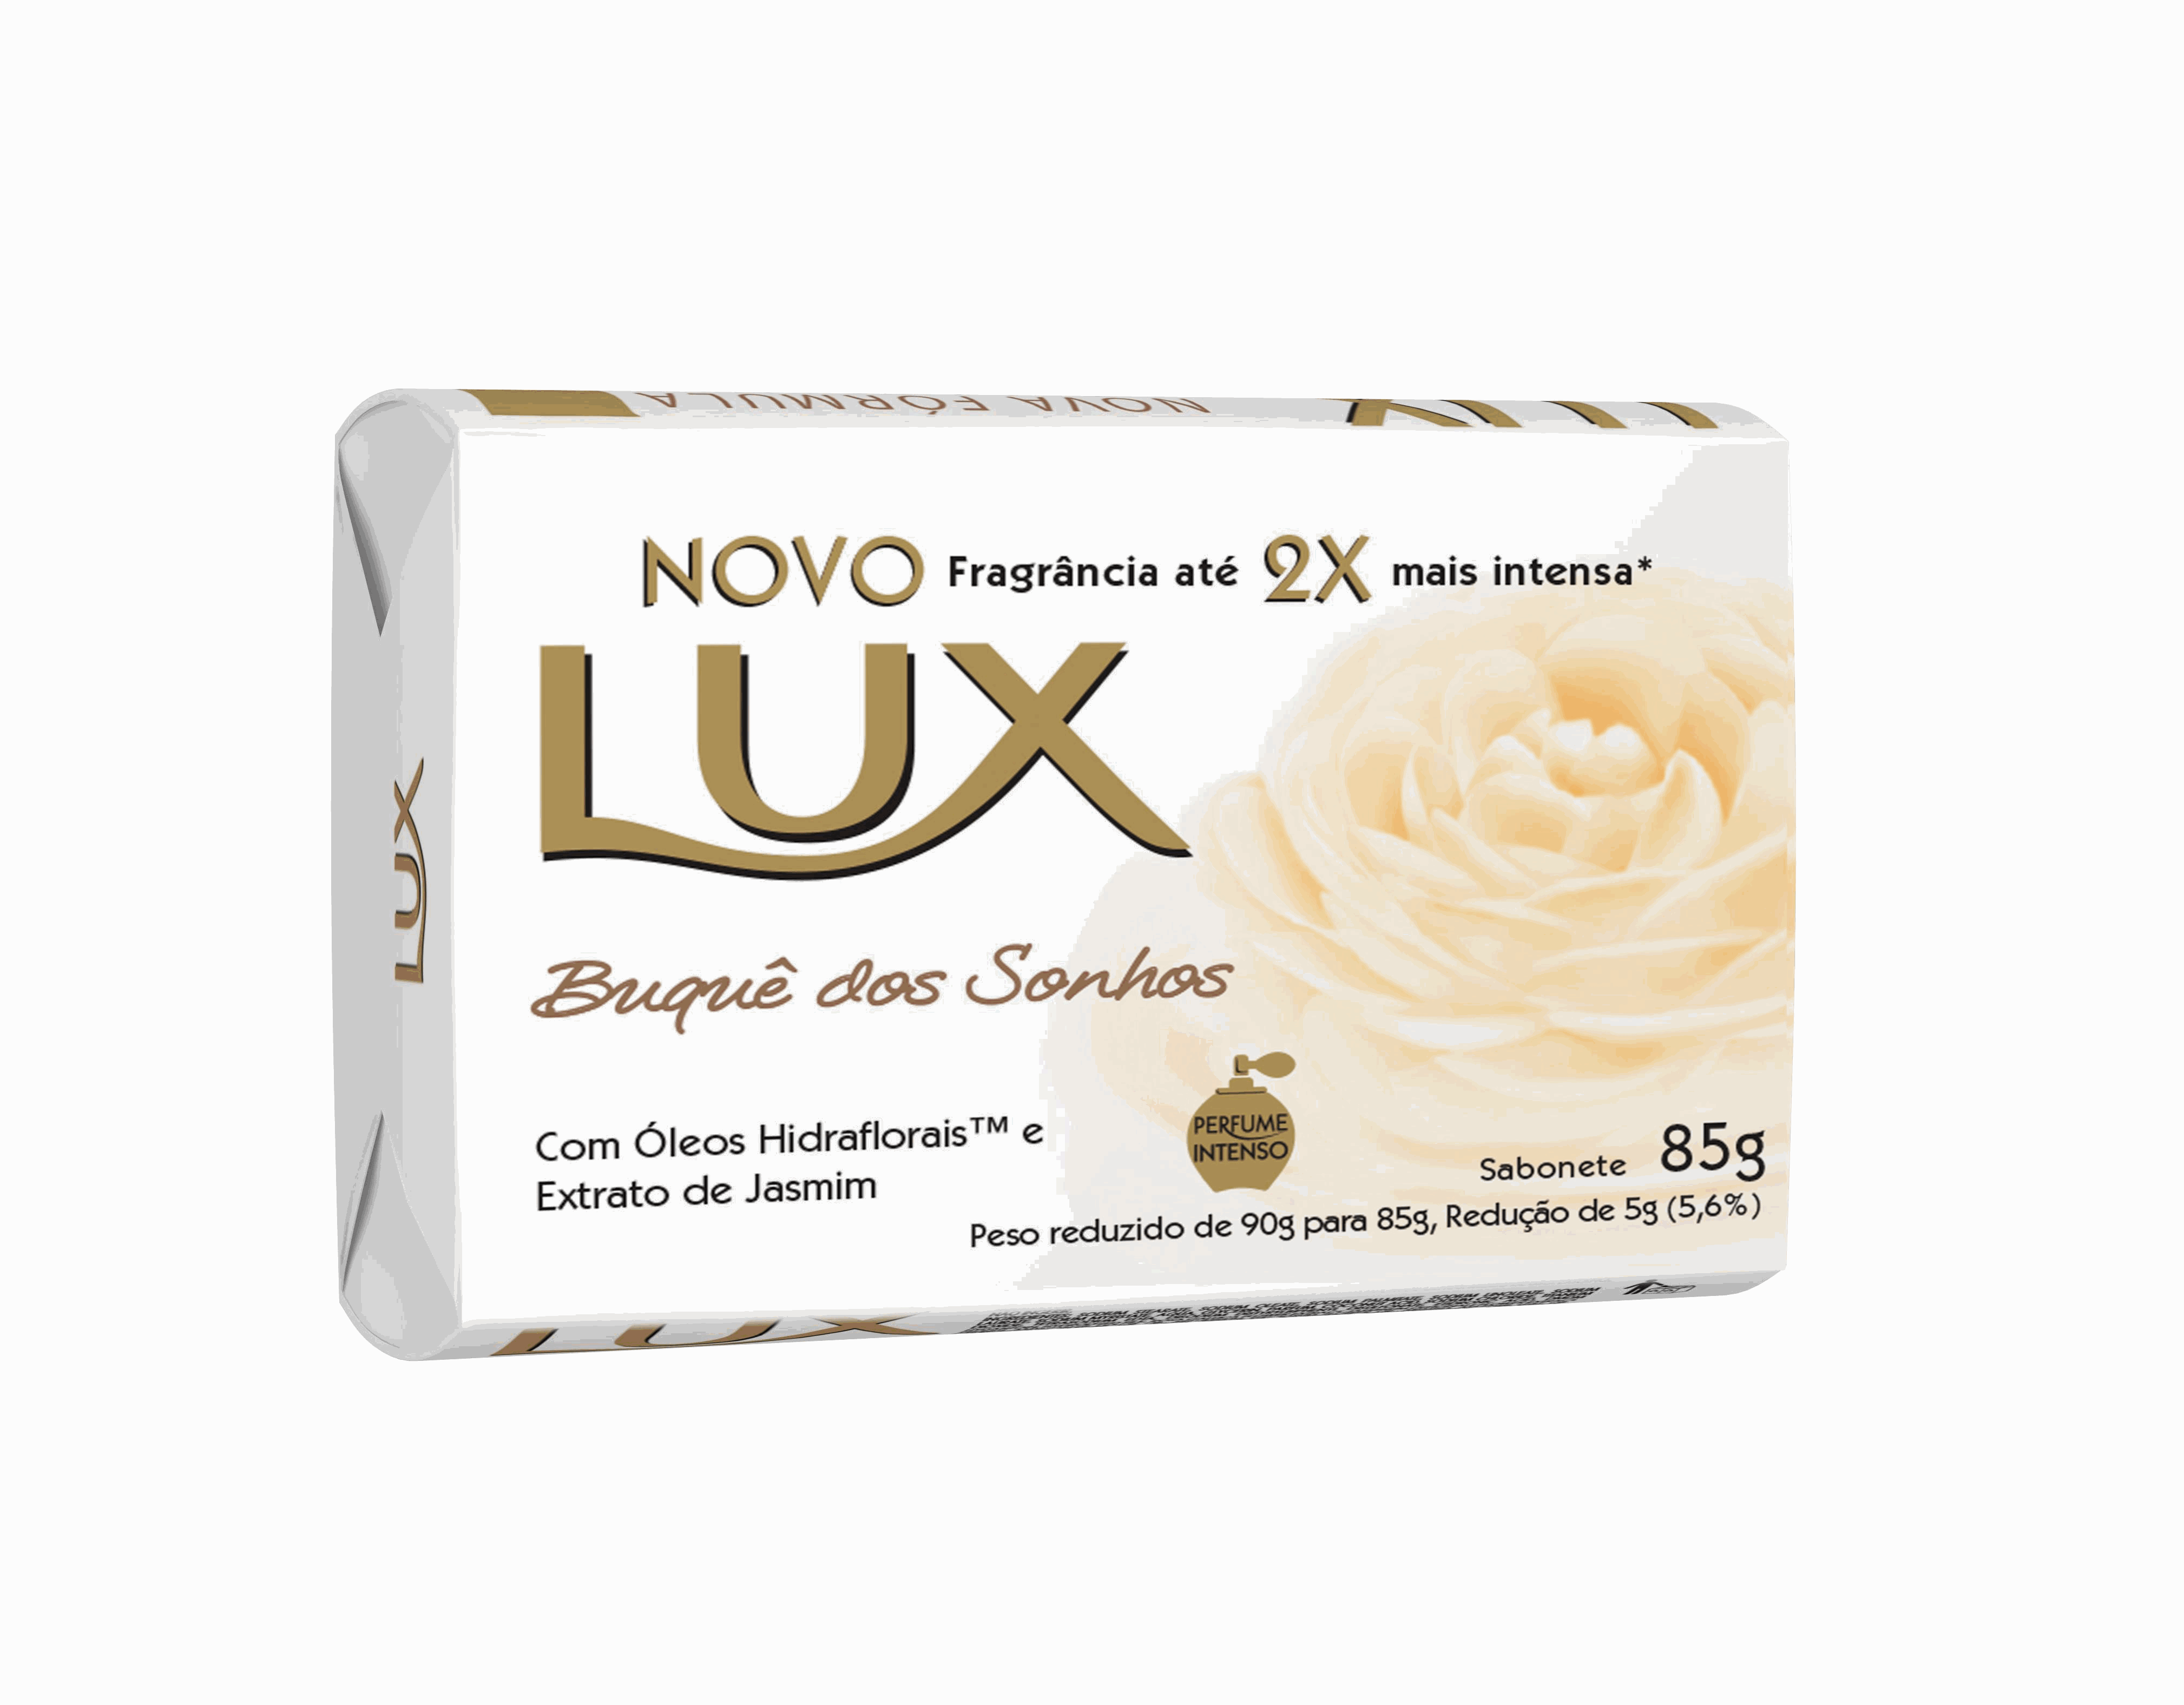 NOVA FÓRMULA
LUX
NOVO Fragrância até 2X mais intensa*
LUX
LUX
Buquê dos Sonhos
PERFUME
INTENSO
Com Óleos Hidraflorais™ e
Extrato de Jasmim
Sabonete 85g
Peso reduzido de 90g para 85g, Redução de 5g (5,6%)
LUX